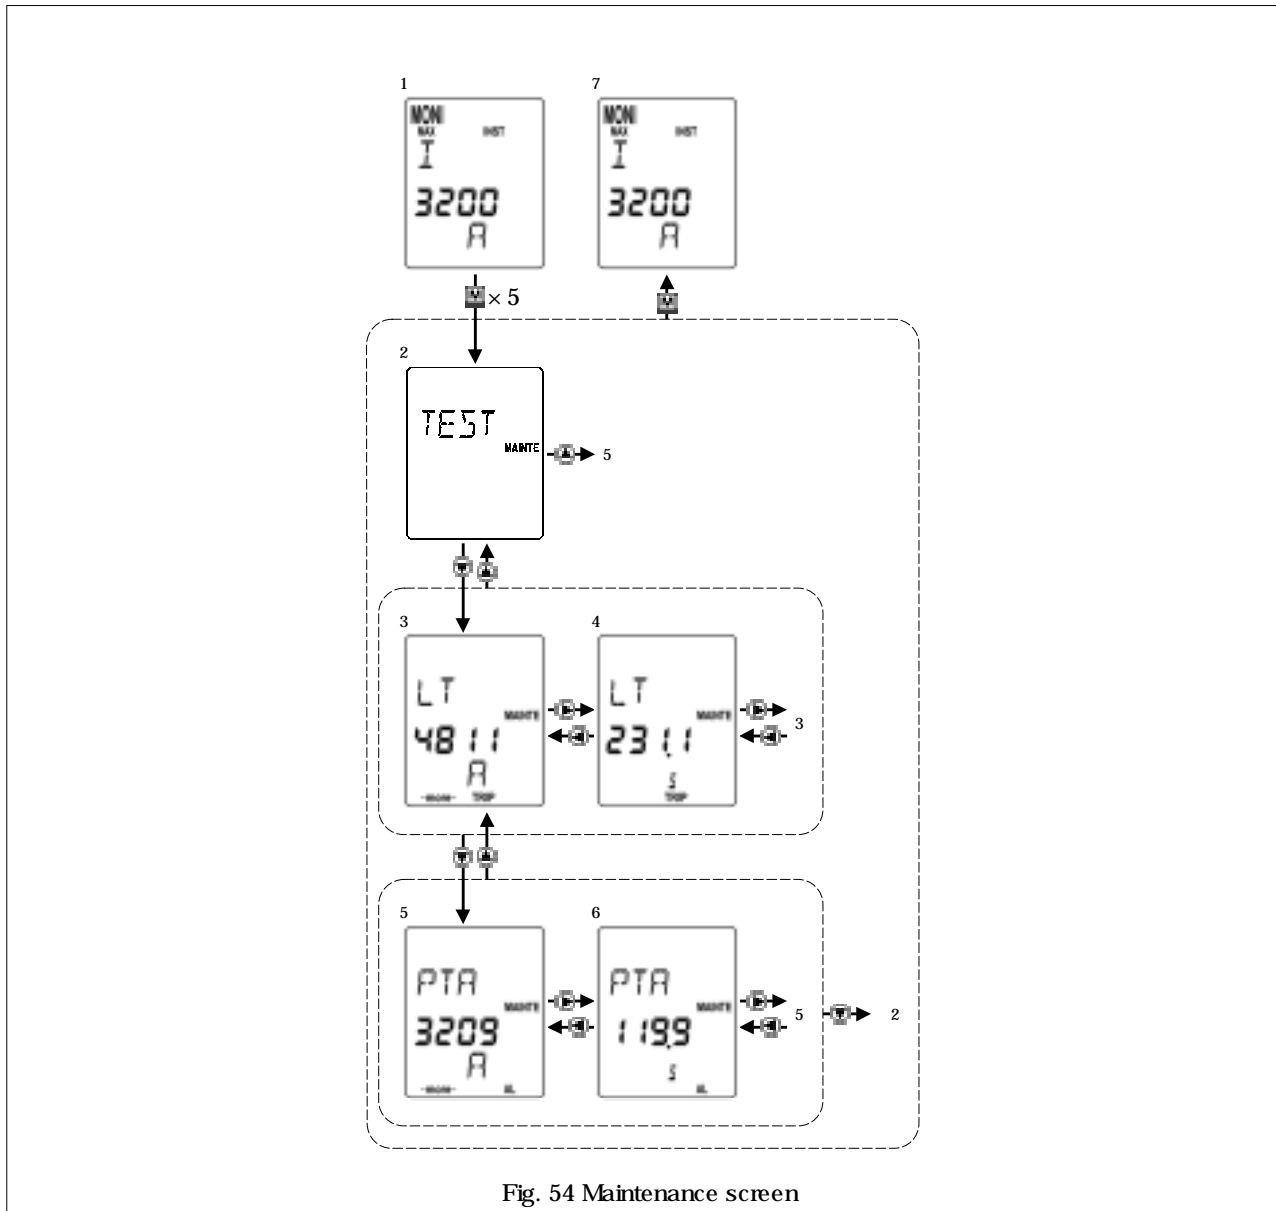 1
MONI
MAX INST
I
3200
A
7
MONI
MAX INST
I
3200
A
× 5
2
TEST
MAINTE
5
3
LT
MAINTE
4811
A
-more- TRIP
4
LT
MAINTE
231.1
s
TRIP
3
5
PTA
MAINTE
3209
A
-more- AL
6
PTA
MAINTE
119.9
s
AL
5
2
Fig. 54 Maintenance screen